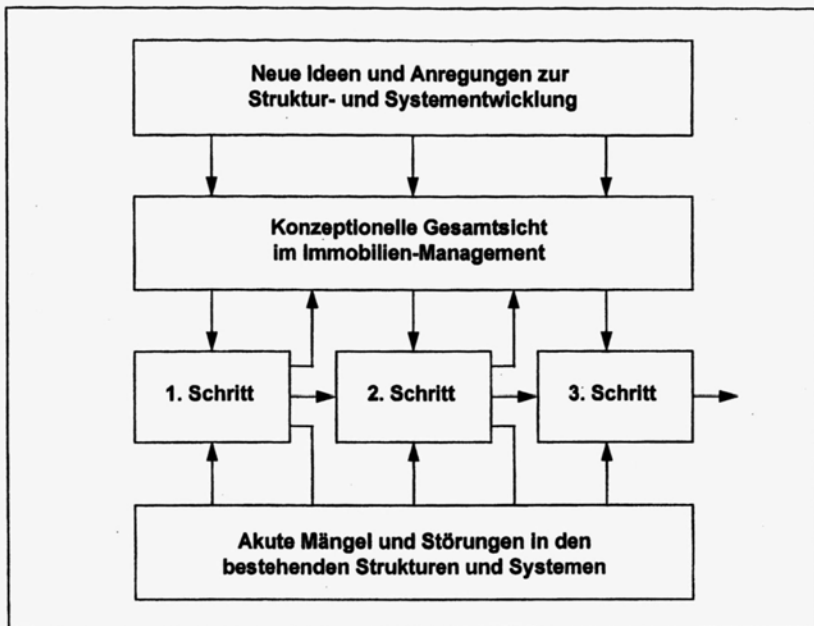 Neue Ideen und Anregungen zur
Struktur- und Systementwicklung
Konzeptionelle Gesamtsicht
im Immobilien-Management
1. Schritt
2. Schritt
3. Schritt
Akute Mängel und Störungen in den
bestehenden Strukturen und Systemen